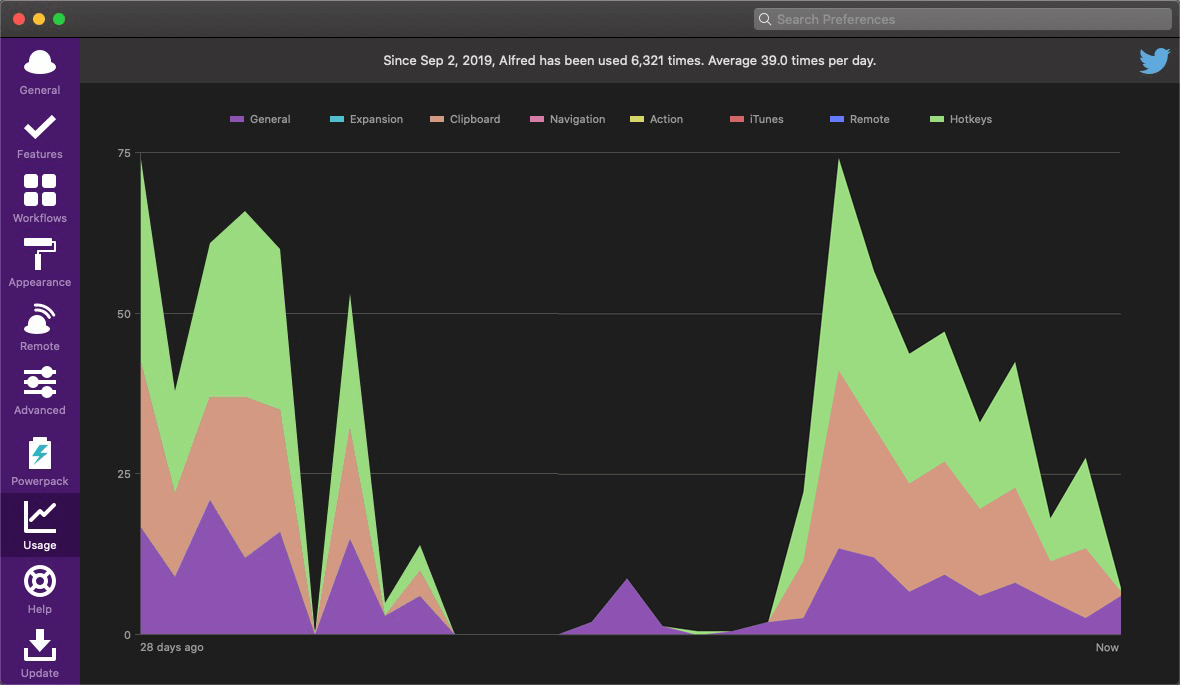 Search Preferences
Since Sep 2, 2019, Alfred has been used 6,321 times. Average 39.0 times per day.
General
Features
Workflows
Appearance
Remote
Advanced
Powerpack
Usage
Help
Update
General Expansion Clipboard Navigation Action iTunes Remote Hotkeys
75
50
25
0
28 days ago Now